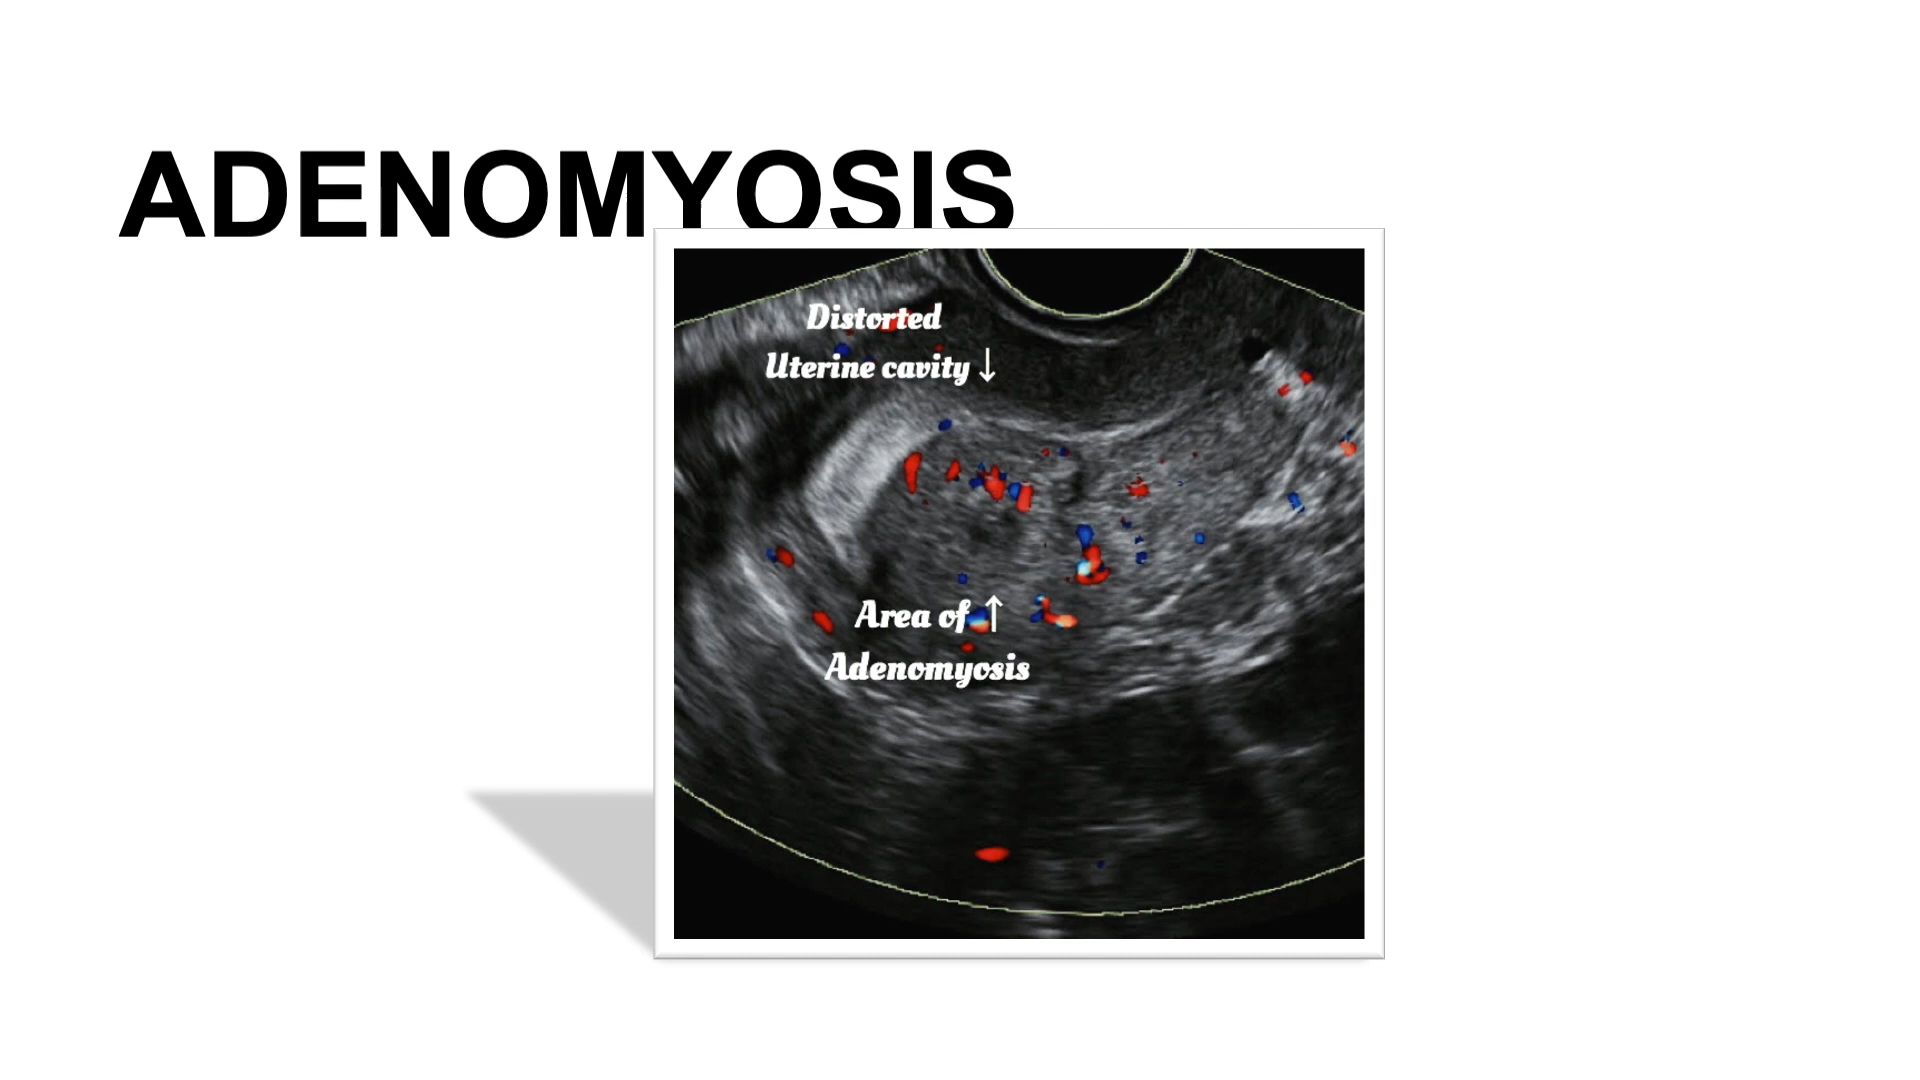 ADENOMYOSIS
Distorted
Uterine cavity ↓
Area of ↑
Adenomyosis